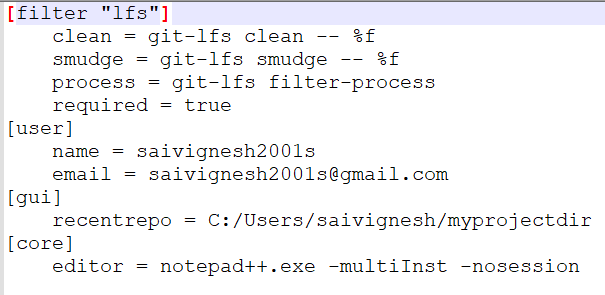 [filter "lfs"]
clean = git-lfs clean -- %f
smudge = git-lfs smudge -- %f
process = git-lfs filter-process
required = true
[user]
name = saivignesh2001s
email = saivignesh2001s@gmail.com
[gui]
recentrepo = C:/Users/saivignesh/myprojectdir
[core]
editor = notepad++.exe -multiInst -nosession